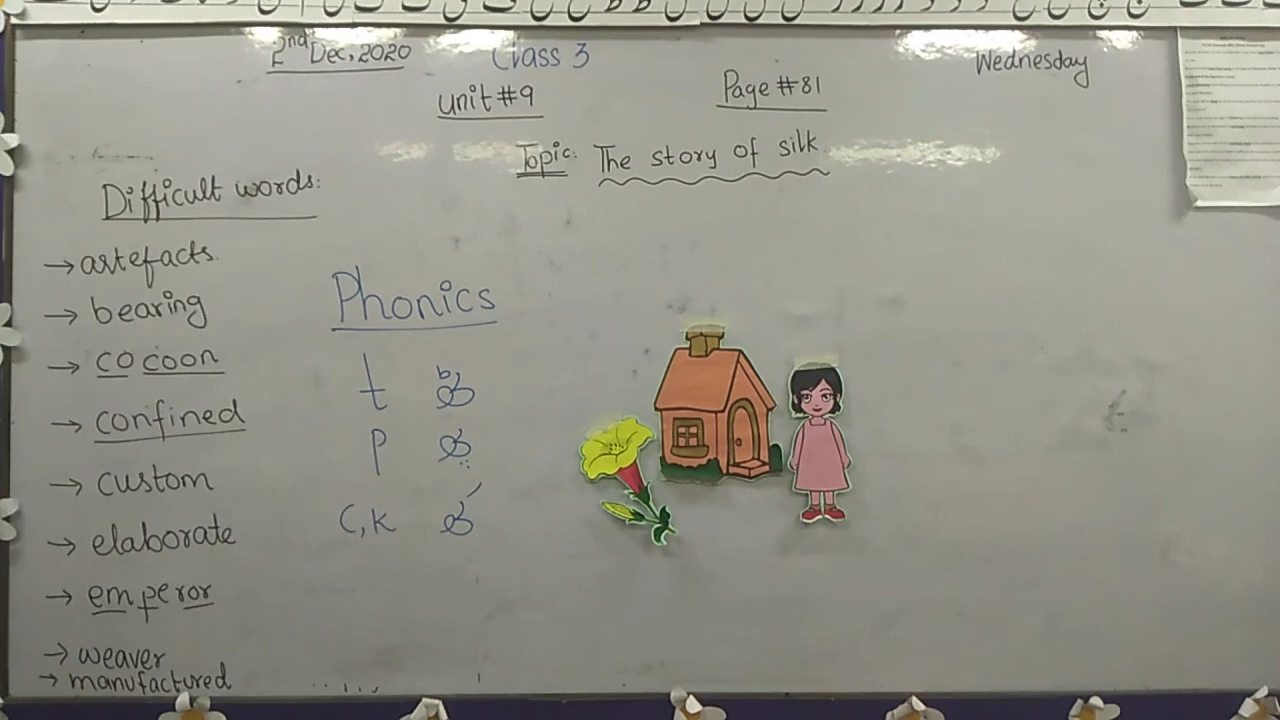 2nd Dec, 2020 Class 3 Wednesday
unit #9 Page #81
Topic: The story of silk
Difficult words:
→ artefacts.
→ bearing
→ cocoon
→ confined
→ custom
→ elaborate
→ emperor
→ weaver
→ manufactured
Phonics
t
p
C, K